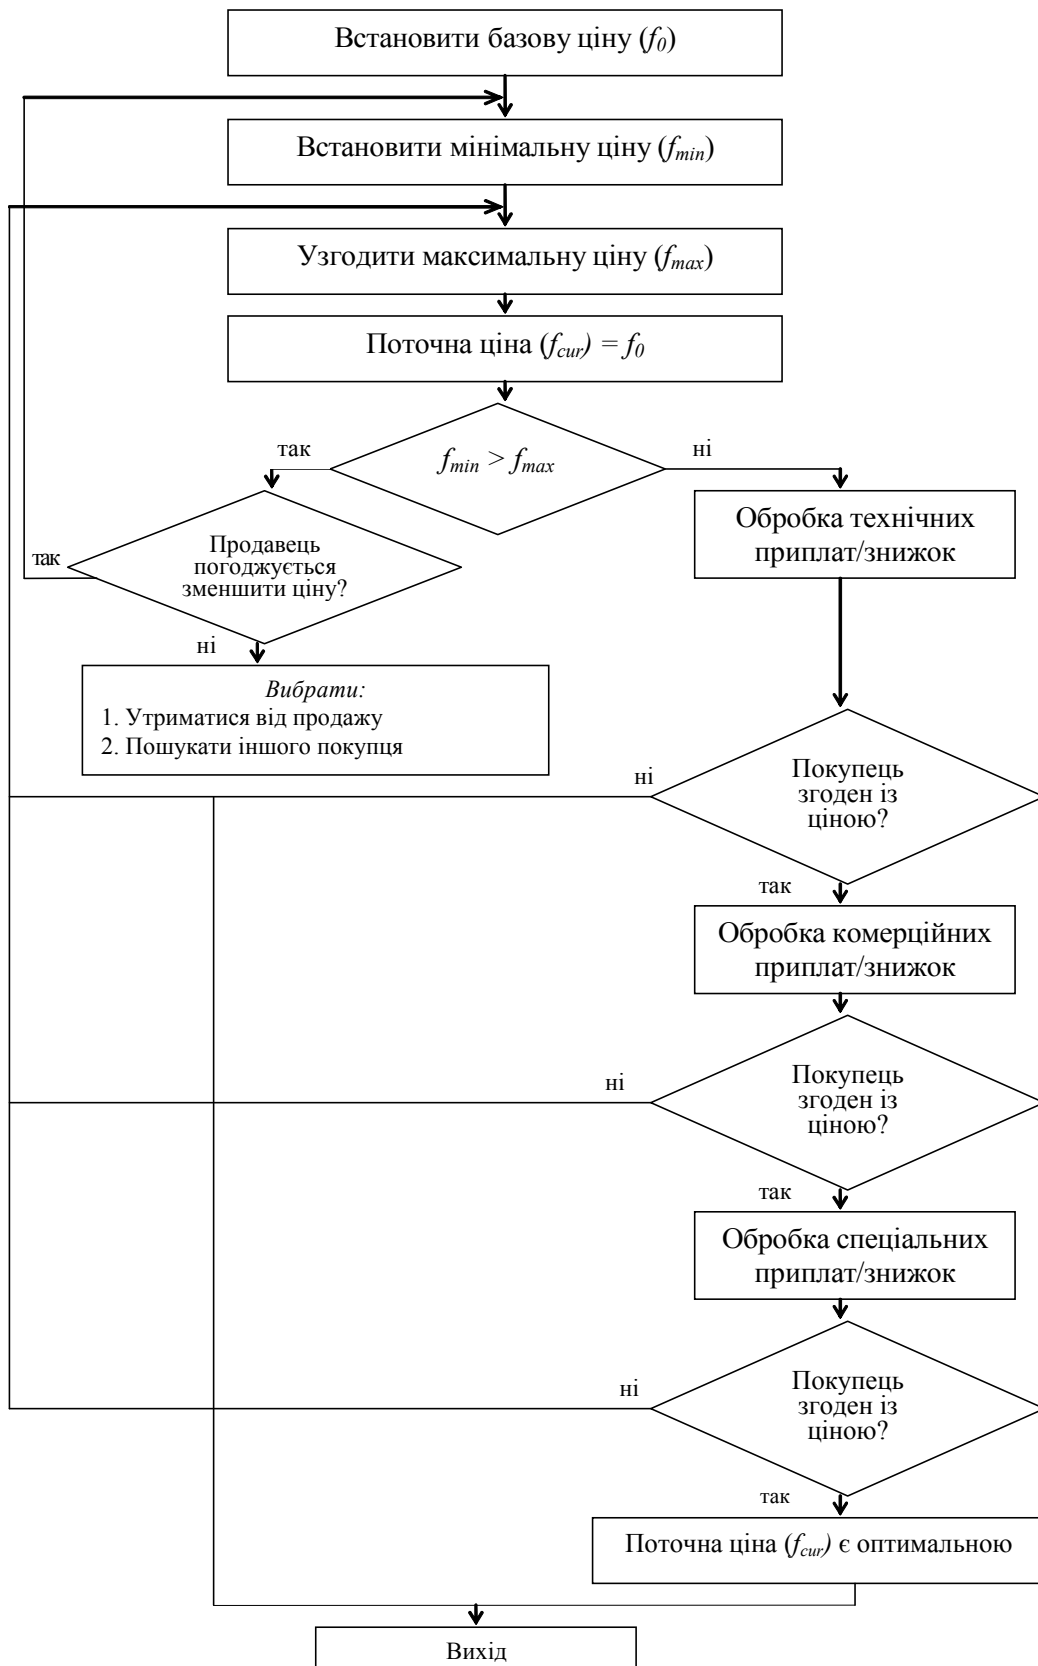 Встановити базову ціну (f0)
Встановити мінімальну ціну (fmin)
Узгодити максимальну ціну (fmax)
Поточна ціна (fcur) = f0
так
fmin > fmax
ні
Обробка технічних
приплат/знижок
так
Продавець
погоджується
зменшити ціну?
ні
Вибрати:
1. Утриматися від продажу
2. Пошукати іншого покупця
ні
Покупець
згоден із
ціною?
так
Обробка комерційних
приплат/знижок
ні
Покупець
згоден із
ціною?
так
Обробка спеціальних
приплат/знижок
ні
Покупець
згоден із
ціною?
так
Поточна ціна (fcur) є оптимальною
Вихід